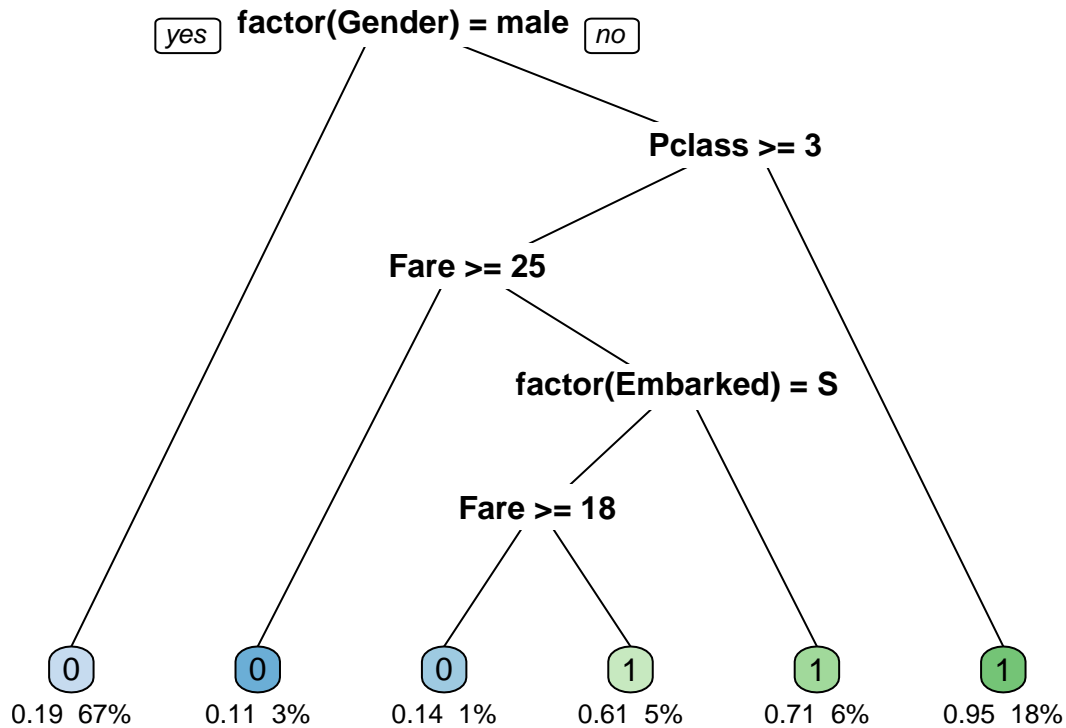 yes factor(Gender) = male no
Pclass >= 3
Fare >= 25
factor(Embarked) = S
Fare >= 18
0 0 0 1 1 1
0.19 67% 0.11 3% 0.14 1% 0.61 5% 0.71 6% 0.95 18%